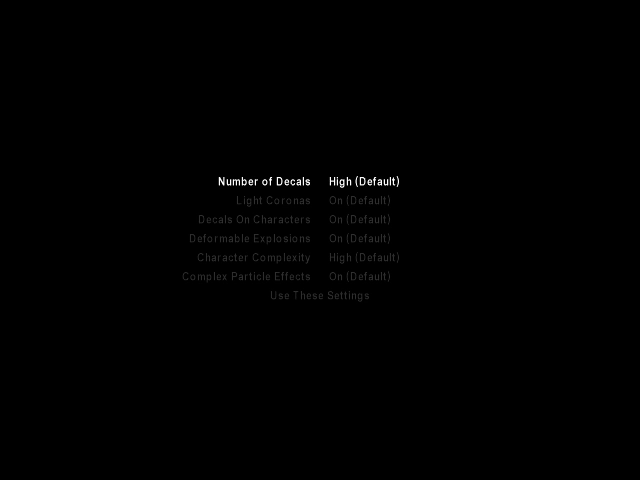 Number of Decals High (Default)
Light Coronas On (Default)
Decals On Characters On (Default)
Deformable Explosions On (Default)
Character Complexity High (Default)
Complex Particle Effects On (Default)
Use These Settings